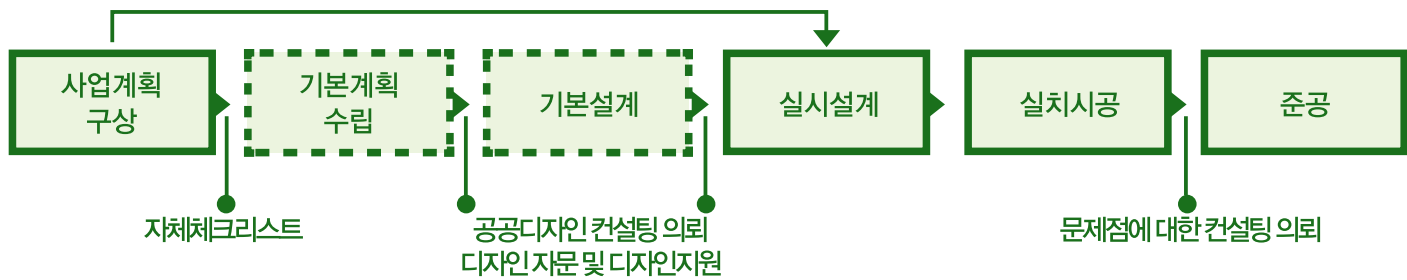 사업계획
구상
기본계획
수립
기본설계
실시설계
실치시공
준공
자체체크리스트
공공디자인 컨설팅 의뢰
디자인 자문 및 디자인지원
문제점에 대한 컨설팅 의뢰